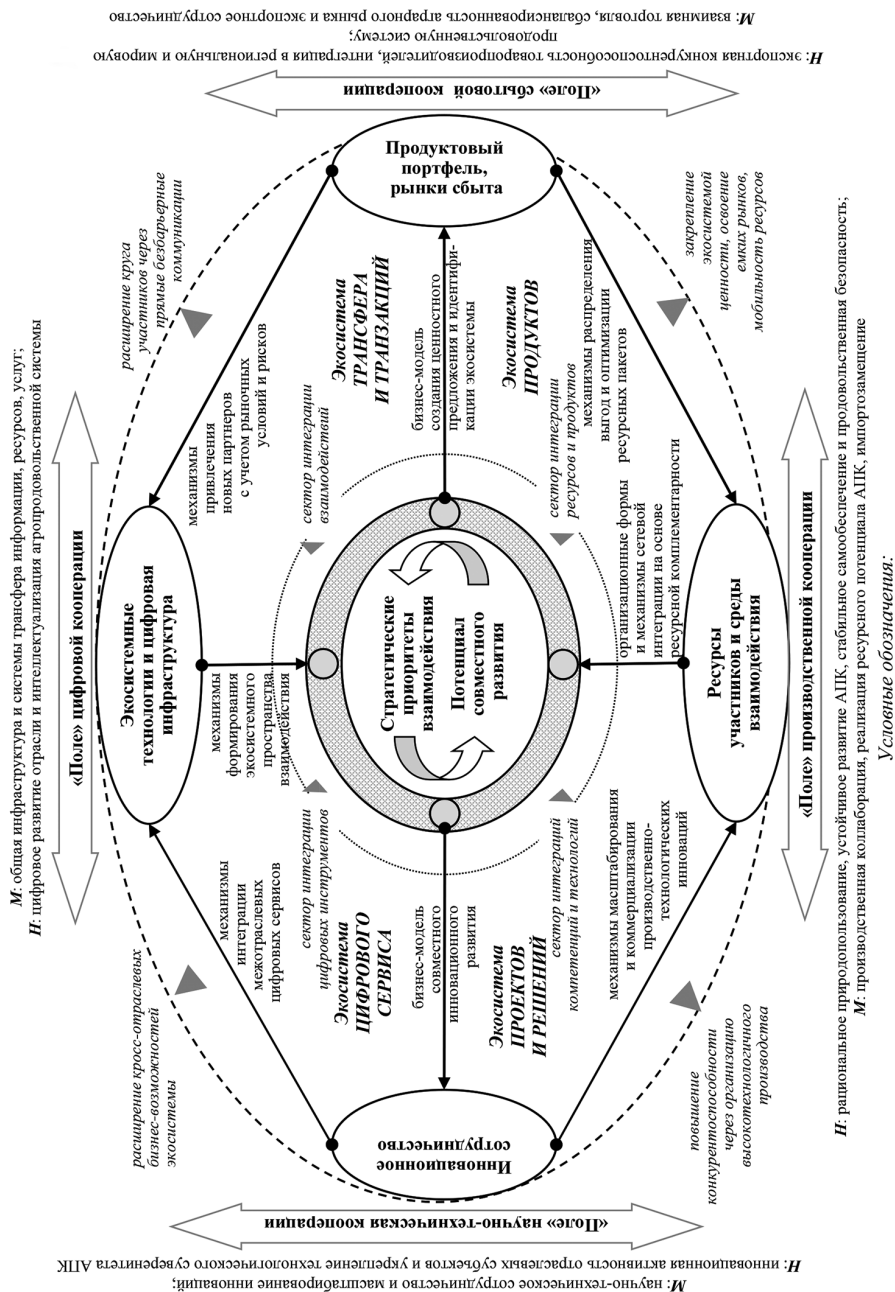 М: общая инфраструктура и системы трансфера информации, ресурсов, услуг;
Н: цифровое развитие отрасли и интеллектуализация агропродовольственной системы
«Поле» цифровой кооперации
расширение кросс-отраслевых
бизнес-возможностей
экосистемы
расширение круга
участников через
прямые безбарьерные
коммуникации
Экосистемные
технологии и цифровая
инфраструктура
механизмы
интеграции
межотраслевых
цифровых сервисов
механизмы
формирования
экосистемного
пространства
взаимодействия
механизмы
привлечения
новых партнеров
с учетом рыночных
условий и рисков
сектор интеграции
цифровых инструментов
сектор интеграции
взаимодействий
Экосистема
ЦИФРОВОГО
СЕРВИСА
Экосистема
ТРАНСФЕРА
И ТРАНЗАКЦИЙ
М: научно-техническое сотрудничество и масштабирование инноваций;
Н: инновационная активность отраслевых субъектов и укрепление технологического суверенитета АПК
«Поле» научно-техническая кооперации
Инновационное
сотрудничество
бизнес-модель
совместного
инновационного
развития
Стратегические
приоритеты
взаимодействия
Потенциал
совместного
развития
бизнес-модель
создания ценностного
предложения и идентифи-
кации экосистемы
Продуктовый
портфель,
рынки сбыта
«Поле» сбытовой кооперации
Н: экспортная конкурентоспособность товаропроизводителей, интеграция в региональную и мировую
продовольственную систему;
М: взаимная торговля, сбалансированность аграрного рынка и экспортное сотрудничество
Экосистема
ПРОЕКТОВ
И РЕШЕНИЙ
Экосистема
ПРОДУКТОВ
сектор интеграций
компетенций и технологий
сектор интеграции
ресурсов и продуктов
механизмы масштабирования
и коммерциализации
производственно-
технологических
инноваций
организационные формы
и механизмы сетевой
интеграции на основе
ресурсной комплементарности
механизмы распределения
выгод и оптимизации
ресурсных пакетов
Ресурсы
участников и среды
взаимодействия
повышение
конкурентоспособности
через организацию
высокотехнологичного
производства
закрепление
экосистемой
ценности, освоение
емких рынков,
мобильность ресурсов
«Поле» производственной кооперации
Н: рациональное природопользование, устойчивое развитие АПК, стабильное самообеспечение и продовольственная безопасность;
М: производственная коллаборация, реализация ресурсного потенциала АПК, импортозамещение
Условные обозначения: